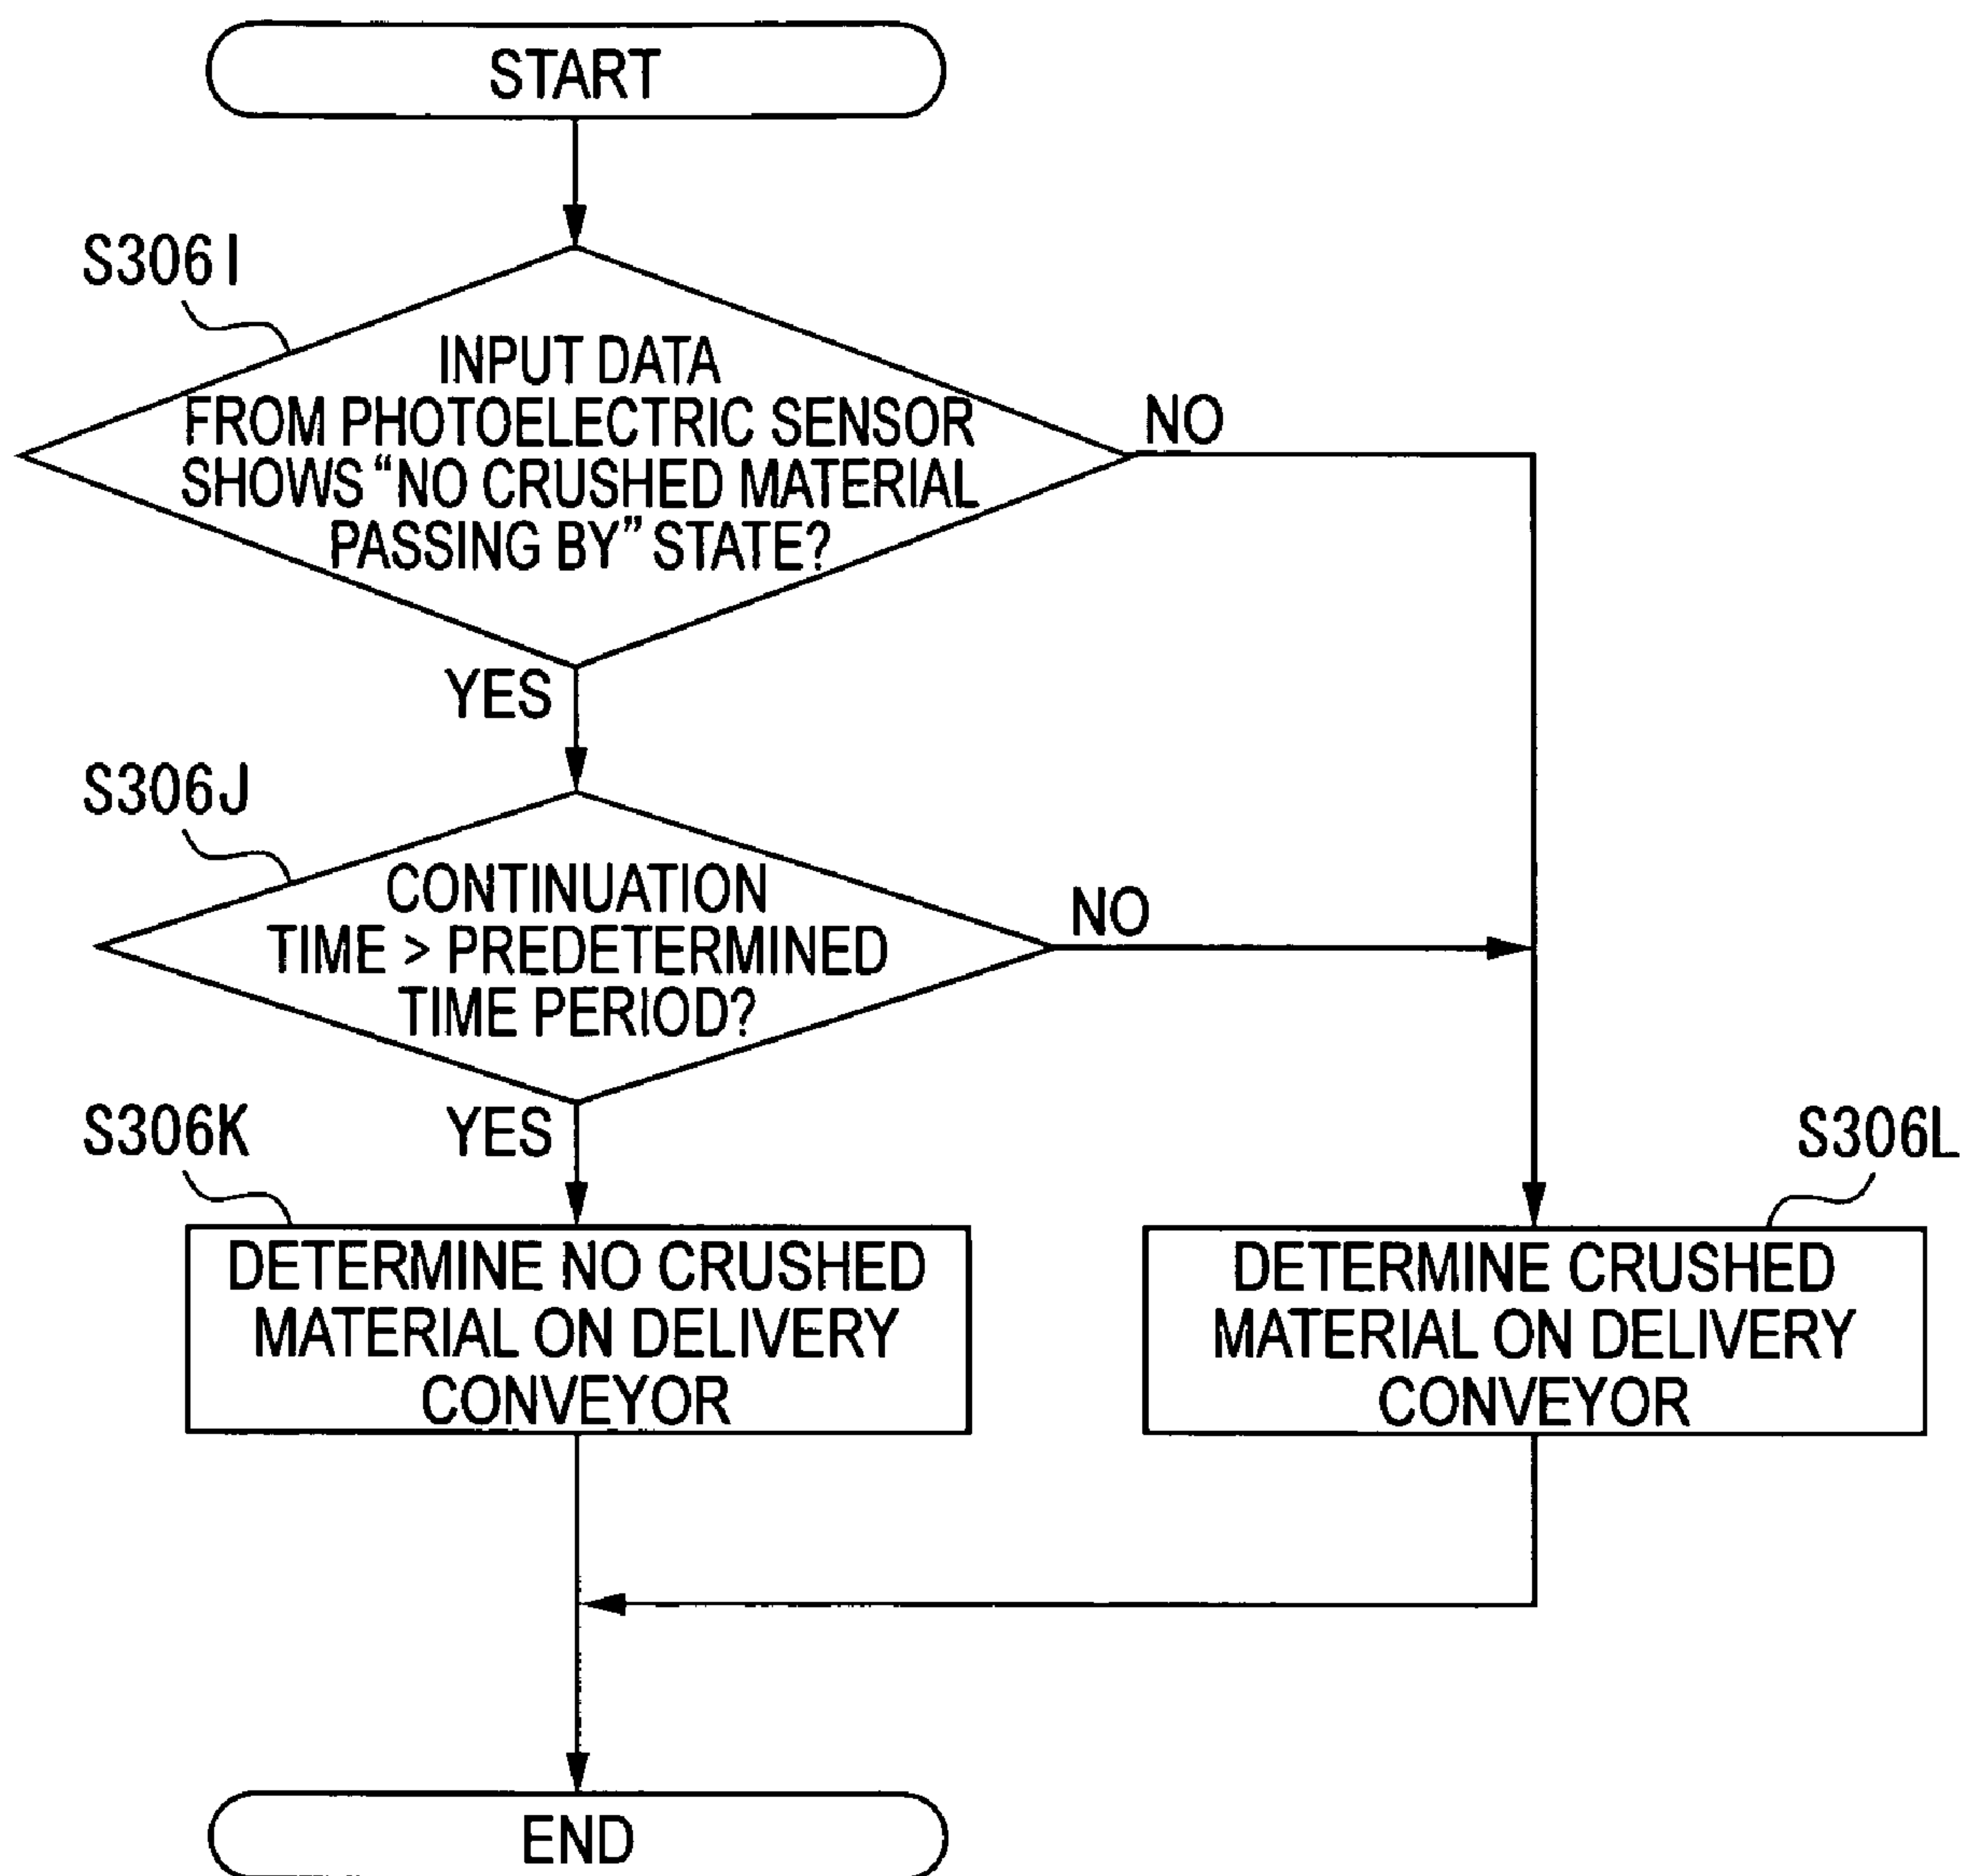 START
S306I
INPUT DATA
FROM PHOTOELECTRIC SENSOR
SHOWS “NO CRUSHED MATERIAL
PASSING BY” STATE?
NO
YES
S306J
CONTINUATION
TIME > PREDETERMINED
TIME PERIOD?
NO
YES
S306K
DETERMINE NO CRUSHED
MATERIAL ON DELIVERY
CONVEYOR
S306L
DETERMINE CRUSHED
MATERIAL ON DELIVERY
CONVEYOR
END